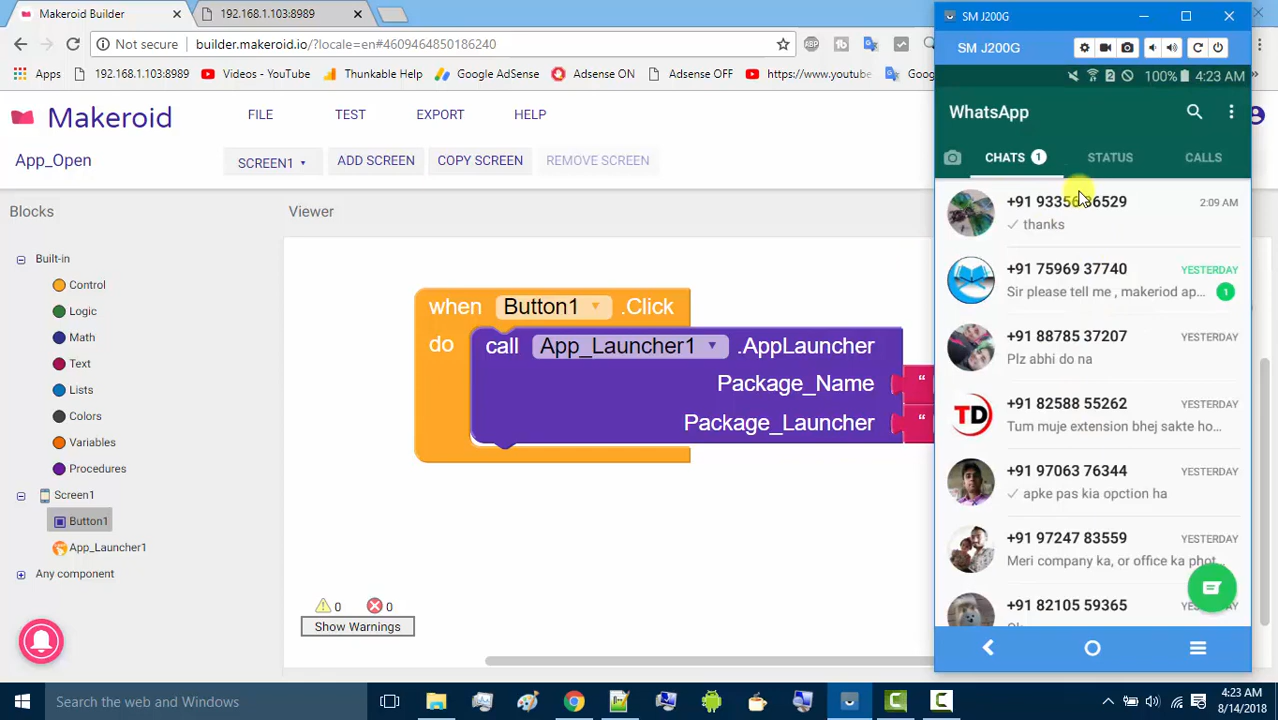 Makeroid Builder
192.168.1.103:8989
Not secure
builder.makeroid.io/?locale=en#4609464850186240
Apps
192.168.1.103:8989
Videos - YouTube
Thunkable Help
Google AdSense
Adsense ON
Adsense OFF
https://www.youtube
Goog
Makeroid
FILE
TEST
EXPORT
HELP
App_Open
SCREEN1
ADD SCREEN
COPY SCREEN
REMOVE SCREEN
Blocks
Viewer
Built-in
Control
Logic
Math
Text
Lists
Colors
Variables
Procedures
Screen1
Button1
App_Launcher1
Any component
when Button1 .Click
do call App_Launcher1 .AppLauncher
Package_Name “
Package_Launcher “
0 0
Show Warnings
SM J200G
SM J200G
100% 4:23 AM
WhatsApp
CHATS 1 STATUS CALLS
2:09 AM
thanks
+91 75969 37740 YESTERDAY
Sir please tell me , makeriod ap... 1
+91 88785 37207 YESTERDAY
Plz abhi do na
+91 82588 55262 YESTERDAY
TD
Tum muje extension bhej sakte ho...
+91 97063 76344 YESTERDAY
apke pas kia opction ha
+91 97247 83559 YESTERDAY
Meri company ka, or office ka phot...
+91 82105 59365
Search the web and Windows
4:23 AM
8/14/2018